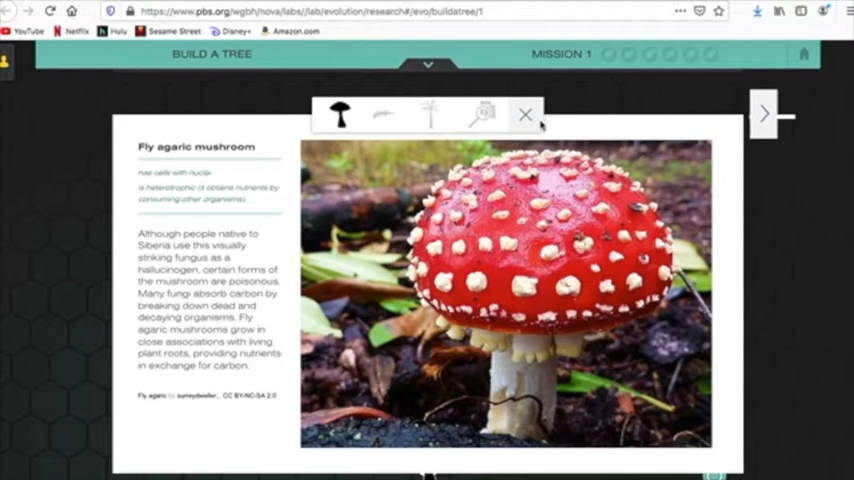 https://www.pbs.org/wgbh/nova/labs//lab/evolution/research#/evo/buildatree/1
YouTube Netflix Hulu Sesame Street Disney+ Amazon.com
BUILD A TREE MISSION 1
Fly agaric mushroom
has cells with nuclei
is heterotrophic (it obtains nutrients by
consuming other organisms).
Although people native to
Siberia use this visually
striking fungus as a
hallucinogen, certain forms of
the mushroom are poisonous.
Many fungi absorb carbon by
breaking down dead and
decaying organisms. Fly
agaric mushrooms grow in
close associations with living
plant roots, providing nutrients
in exchange for carbon.
Fly agaric by surreydweller... CC BY-NC-SA 2.0